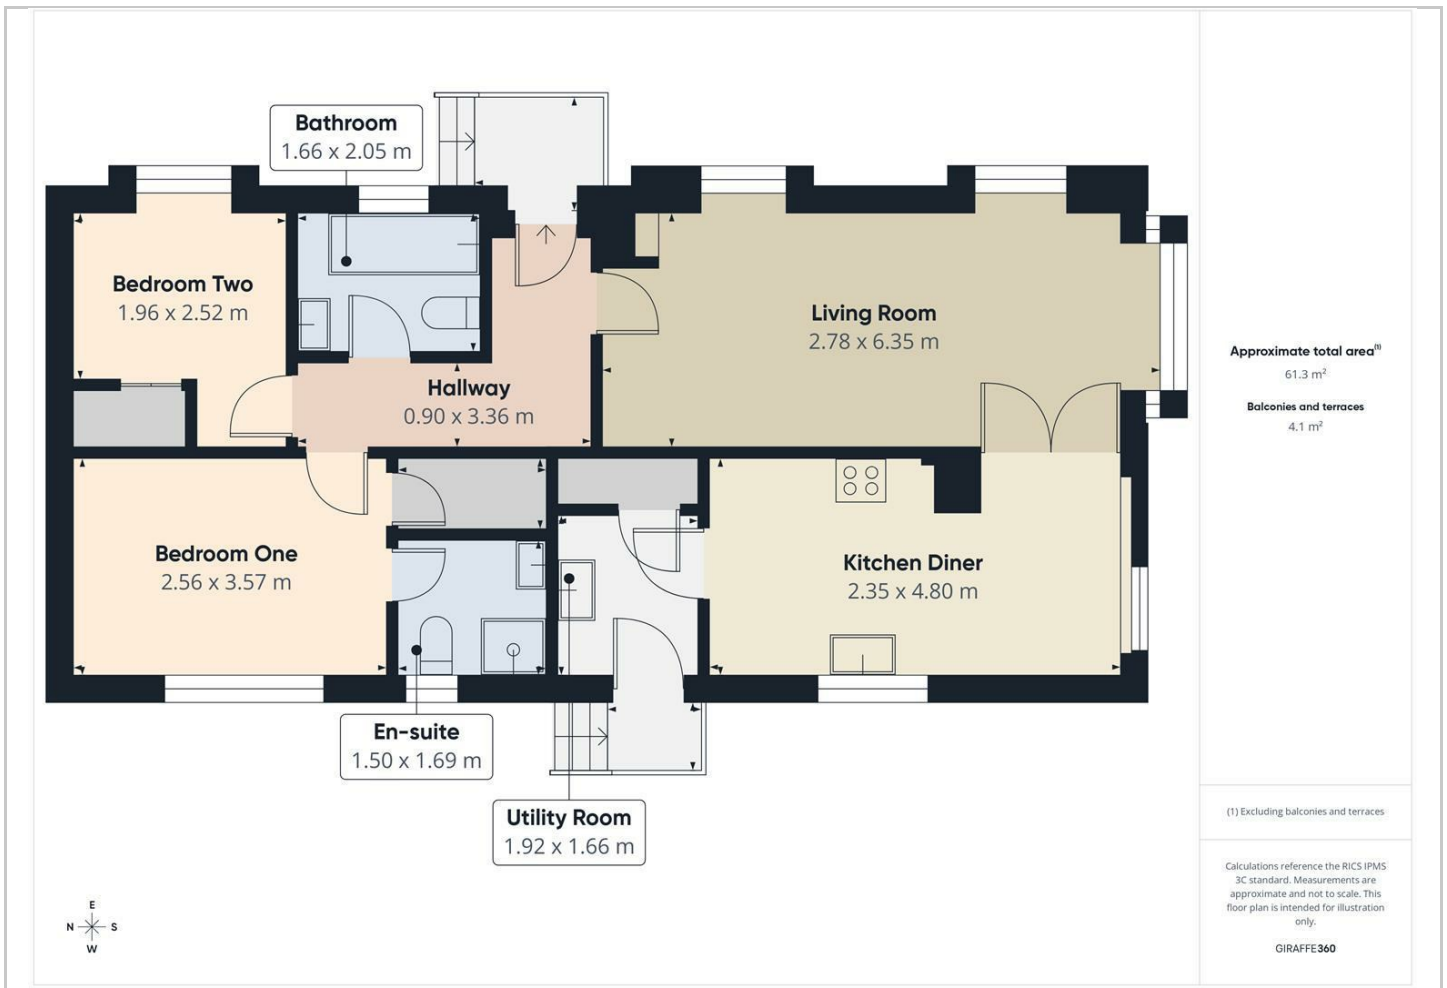 Bathroom
1.66 x 2.05 m
Bedroom Two
1.96 x 2.52 m
Living Room
2.78 x 6.35 m
Hallway
0.90 x 3.36 m
Bedroom One
2.56 x 3.57 m
Kitchen Diner
2.35 x 4.80 m
En-suite
1.50 x 1.69 m
Utility Room
1.92 x 1.66 m
E
N S
W
Approximate total area(1)
61.3 m²
Balconies and terraces
4.1 m²
(1) Excluding balconies and terraces
Calculations reference the RICS IPMS
3C standard. Measurements are
approximate and not to scale. This
floor plan is intended for illustration
only.
GIRAFFE360